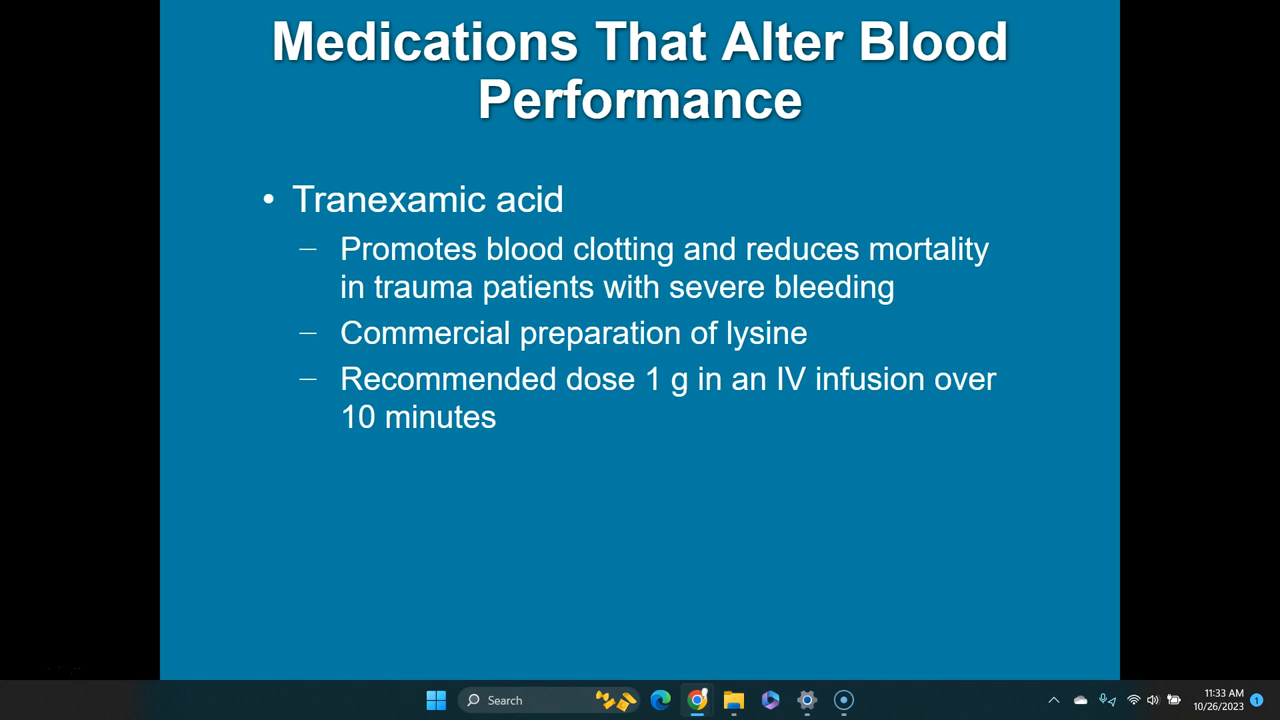 Medications That Alter Blood
Performance
• Tranexamic acid
– Promotes blood clotting and reduces mortality
in trauma patients with severe bleeding
– Commercial preparation of lysine
– Recommended dose 1 g in an IV infusion over
10 minutes
Search
11:33 AM
10/26/2023
1